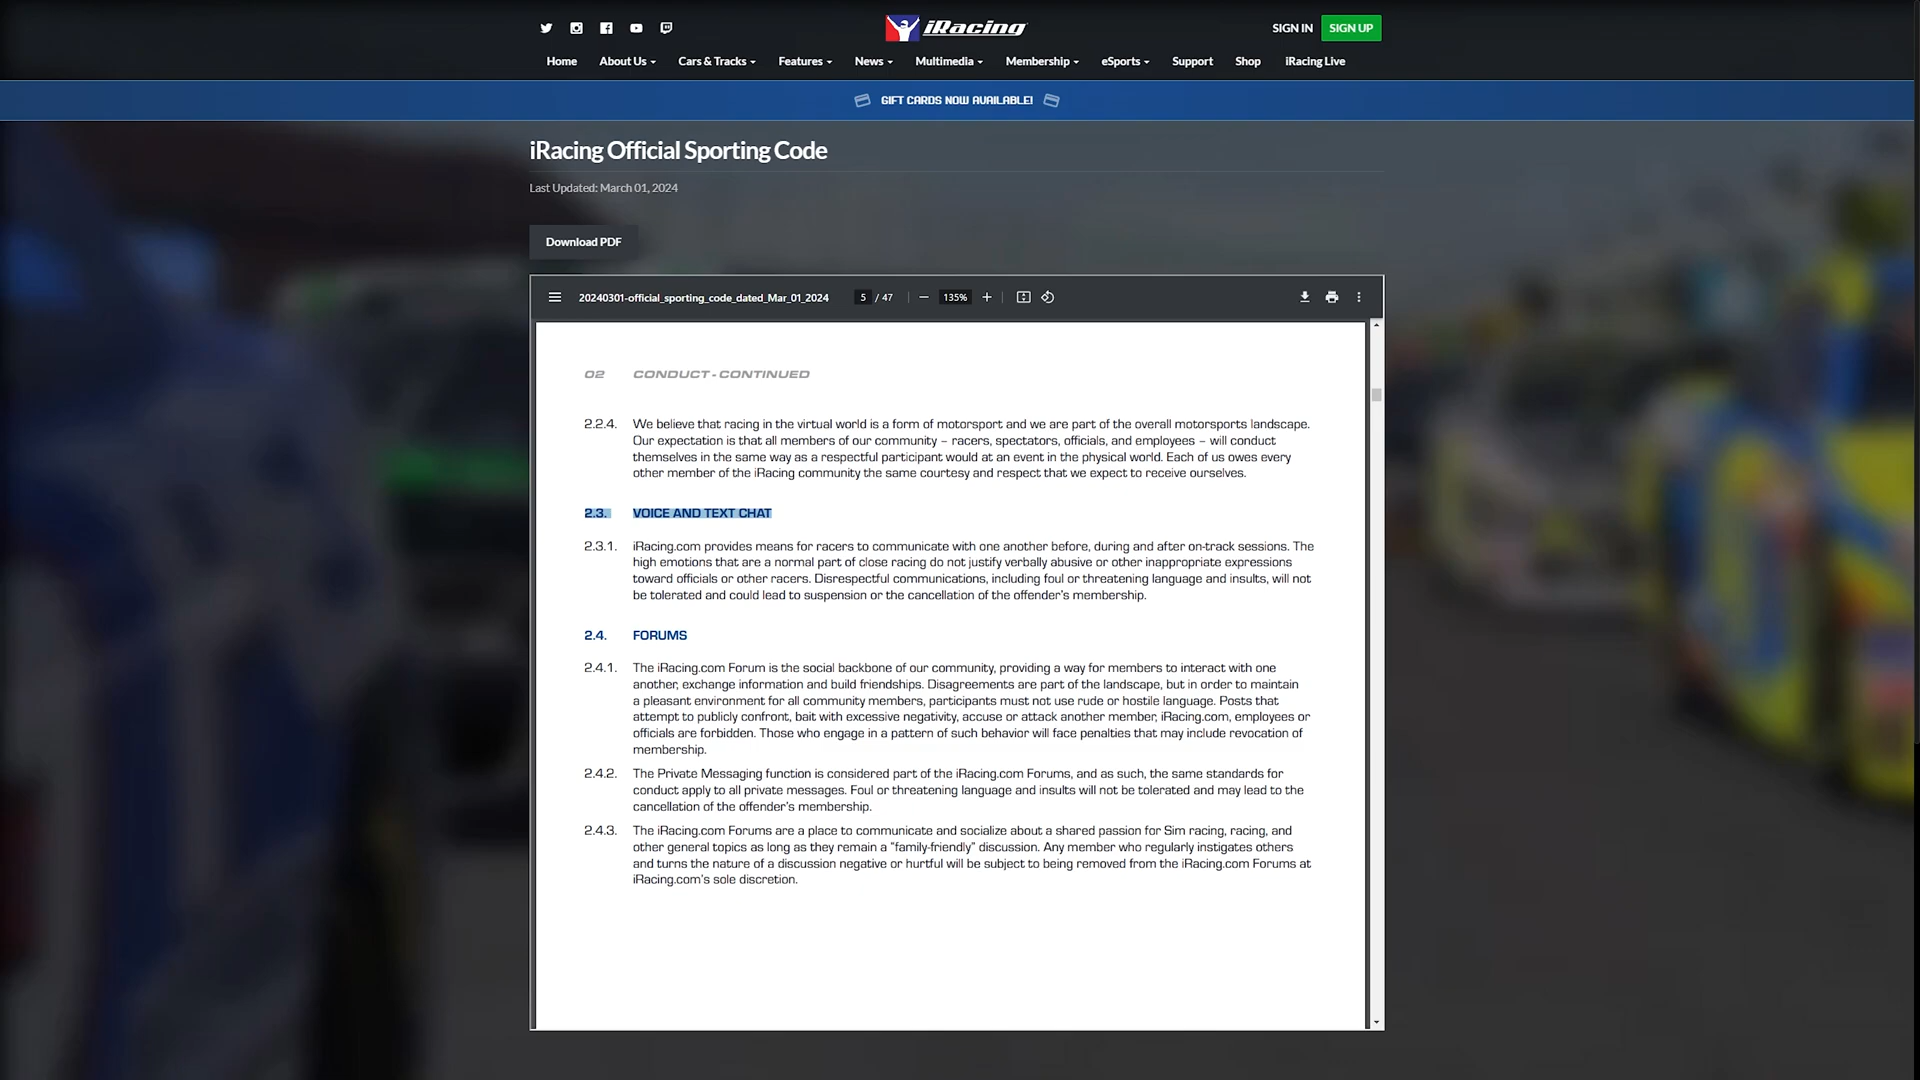 iRacing
SIGN IN
SIGN UP
Home About Us Cars & Tracks Features News Multimedia Membership eSports Support Shop iRacing Live
GIFT CARDS NOW AVAILABLE!
iRacing Official Sporting Code
Last Updated: March 01, 2024
Download PDF
20240301-official_sporting_code_dated_Mar_01_2024 5 / 47 135%
02 CONDUCT - CONTINUED
2.2.4. We believe that racing in the virtual world is a form of motorsport and we are part of the overall motorsports landscape.
Our expectation is that all members of our community – racers, spectators, officials, and employees – will conduct
themselves in the same way as a respectful participant would at an event in the physical world. Each of us owes every
other member of the iRacing community the same courtesy and respect that we expect to receive ourselves.
2.3. VOICE AND TEXT CHAT
2.3.1. iRacing.com provides means for racers to communicate with one another before, during and after on-track sessions. The
high emotions that are a normal part of close racing do not justify verbally abusive or other inappropriate expressions
toward officials or other racers. Disrespectful communications, including foul or threatening language and insults, will not
be tolerated and could lead to suspension or the cancellation of the offender's membership.
2.4. FORUMS
2.4.1. The iRacing.com Forum is the social backbone of our community, providing a way for members to interact with one
another, exchange information and build friendships. Disagreements are part of the landscape, but in order to maintain
a pleasant environment for all community members, participants must not use rude or hostile language. Posts that
attempt to publicly confront, bait with excessive negativity, accuse or attack another member, iRacing.com, employees or
officials are forbidden. Those who engage in a pattern of such behavior will face penalties that may include revocation of
membership.
2.4.2. The Private Messaging function is considered part of the iRacing.com Forums, and as such, the same standards for
conduct apply to all private messages. Foul or threatening language and insults will not be tolerated and may lead to the
cancellation of the offender's membership.
2.4.3. The iRacing.com Forums are a place to communicate and socialize about a shared passion for Sim racing, racing, and
other general topics as long as they remain a "family-friendly" discussion. Any member who regularly instigates others
and turns the nature of a discussion negative or hurtful will be subject to being removed from the iRacing.com Forums at
iRacing.com's sole discretion.